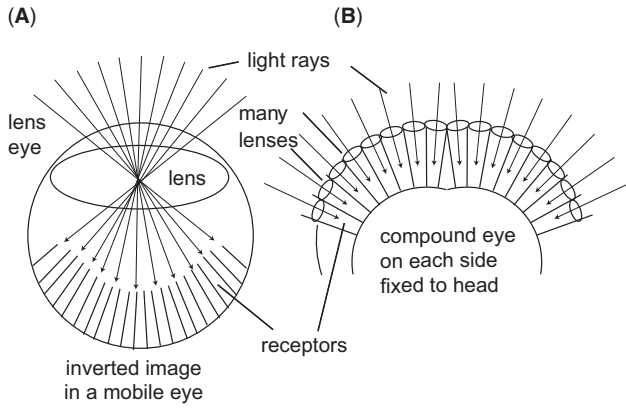 (A)
(B)
light rays
lens
eye
many
lenses
lens
compound eye
on each side
fixed to head
receptors
inverted image
in a mobile eye